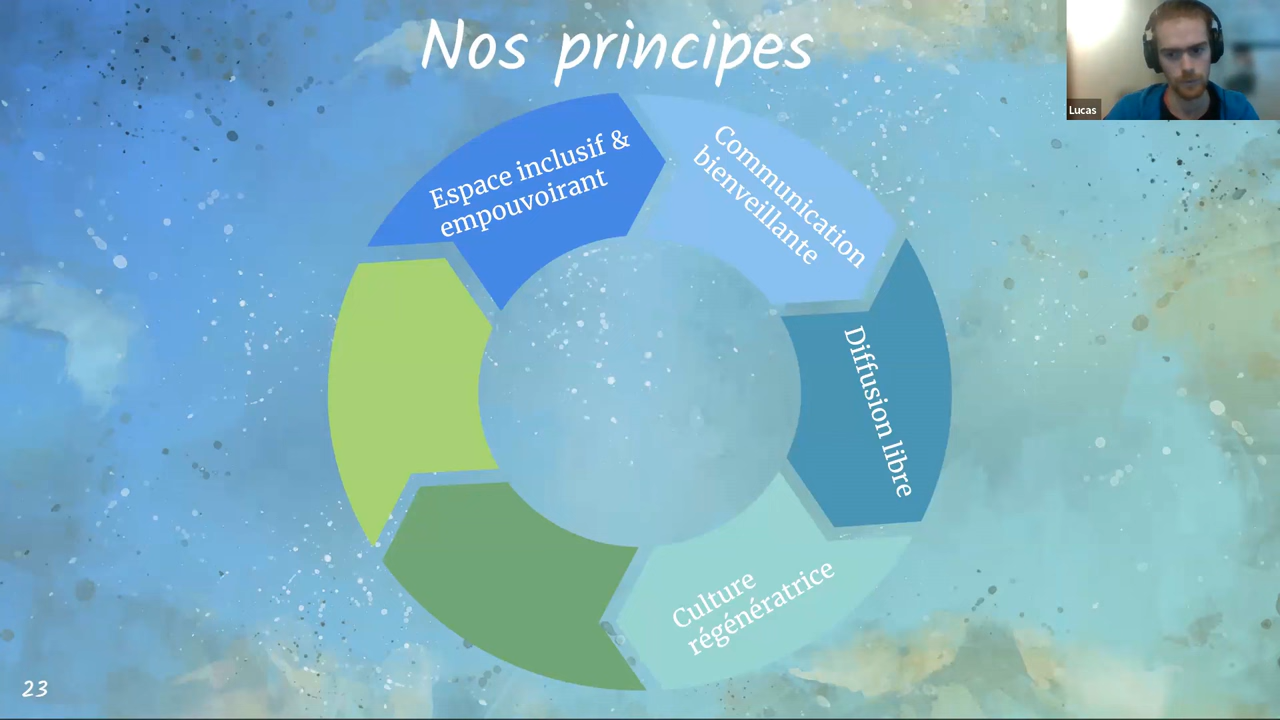 Nos principes
Lucas
Espace inclusif &
empouvoirant
Communication
bienveillante
Diffusion libre
Culture
régénératrice
23